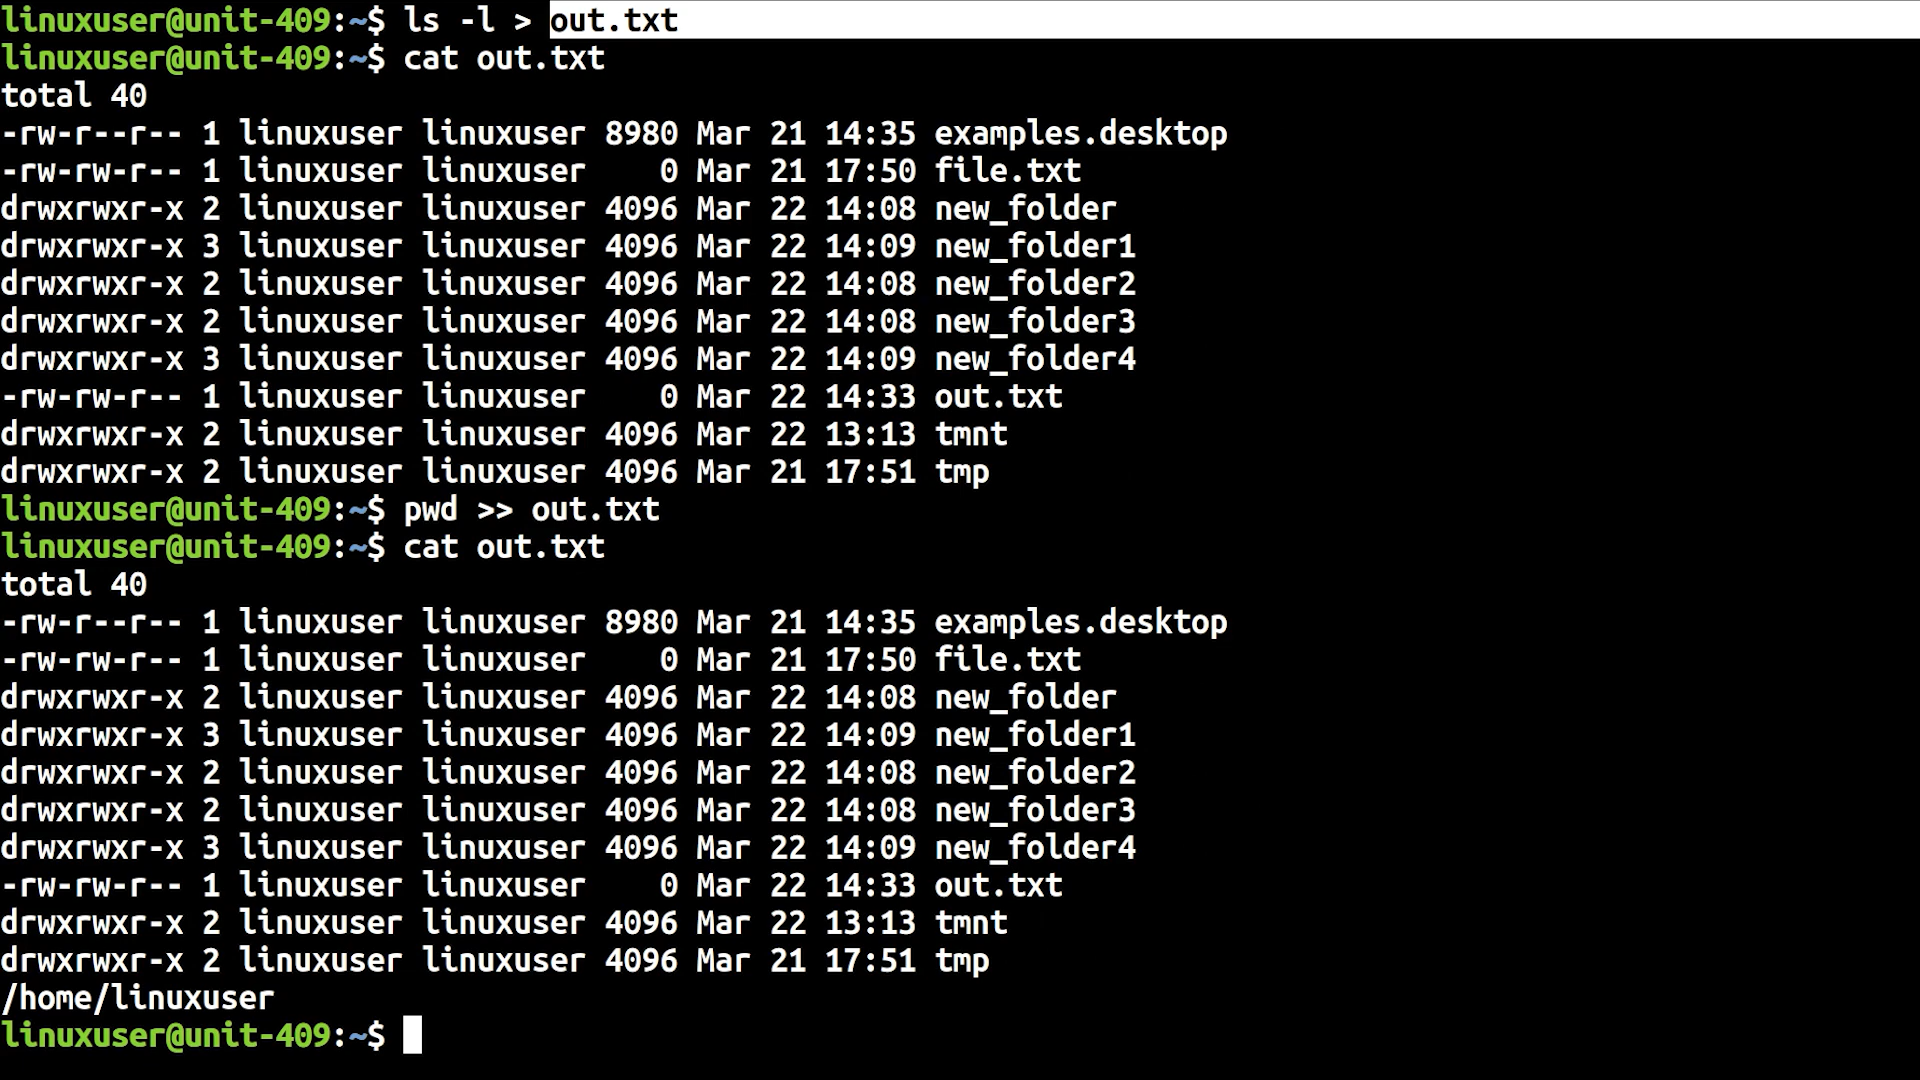 linuxuser@unit-409:~$ ls -l > out.txt
linuxuser@unit-409:~$ cat out.txt
total 40
-rw-r--r-- 1 linuxuser linuxuser 8980 Mar 21 14:35 examples.desktop
-rw-rw-r-- 1 linuxuser linuxuser    0 Mar 21 17:50 file.txt
drwxrwxr-x 2 linuxuser linuxuser 4096 Mar 22 14:08 new_folder
drwxrwxr-x 3 linuxuser linuxuser 4096 Mar 22 14:09 new_folder1
drwxrwxr-x 2 linuxuser linuxuser 4096 Mar 22 14:08 new_folder2
drwxrwxr-x 2 linuxuser linuxuser 4096 Mar 22 14:08 new_folder3
drwxrwxr-x 3 linuxuser linuxuser 4096 Mar 22 14:09 new_folder4
-rw-rw-r-- 1 linuxuser linuxuser    0 Mar 22 14:33 out.txt
drwxrwxr-x 2 linuxuser linuxuser 4096 Mar 22 13:13 tmnt
drwxrwxr-x 2 linuxuser linuxuser 4096 Mar 21 17:51 tmp
linuxuser@unit-409:~$ pwd >> out.txt
linuxuser@unit-409:~$ cat out.txt
total 40
-rw-r--r-- 1 linuxuser linuxuser 8980 Mar 21 14:35 examples.desktop
-rw-rw-r-- 1 linuxuser linuxuser    0 Mar 21 17:50 file.txt
drwxrwxr-x 2 linuxuser linuxuser 4096 Mar 22 14:08 new_folder
drwxrwxr-x 3 linuxuser linuxuser 4096 Mar 22 14:09 new_folder1
drwxrwxr-x 2 linuxuser linuxuser 4096 Mar 22 14:08 new_folder2
drwxrwxr-x 2 linuxuser linuxuser 4096 Mar 22 14:08 new_folder3
drwxrwxr-x 3 linuxuser linuxuser 4096 Mar 22 14:09 new_folder4
-rw-rw-r-- 1 linuxuser linuxuser    0 Mar 22 14:33 out.txt
drwxrwxr-x 2 linuxuser linuxuser 4096 Mar 22 13:13 tmnt
drwxrwxr-x 2 linuxuser linuxuser 4096 Mar 21 17:51 tmp
/home/linuxuser
linuxuser@unit-409:~$